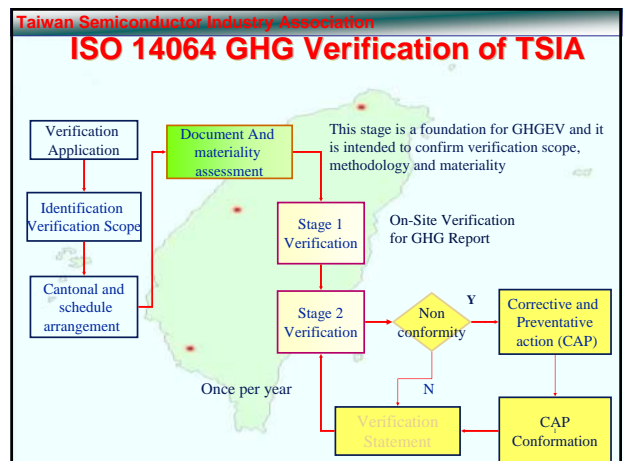 Taiwan Semiconductor Industry Association
ISO 14064 GHG Verification of TSIA
Verification
Application
Identification
Verification Scope
Cantonal and
schedule
arrangement
Document And
materiality
assessment
This stage is a foundation for GHGEV and it
is intended to confirm verification scope,
methodology and materiality
Stage 1
Verification
On-Site Verification
for GHG Report
Stage 2
Verification
Non
conformity
Y
Corrective and
Preventative
action (CAP)
N
Once per year
Verification
Statement
CAP
Conformation